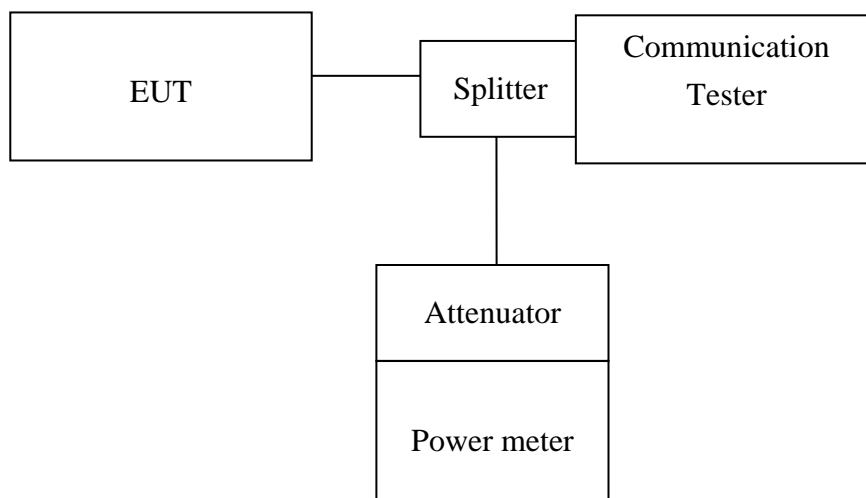 EUT
Splitter
Communication
Tester
Attenuator
Power meter